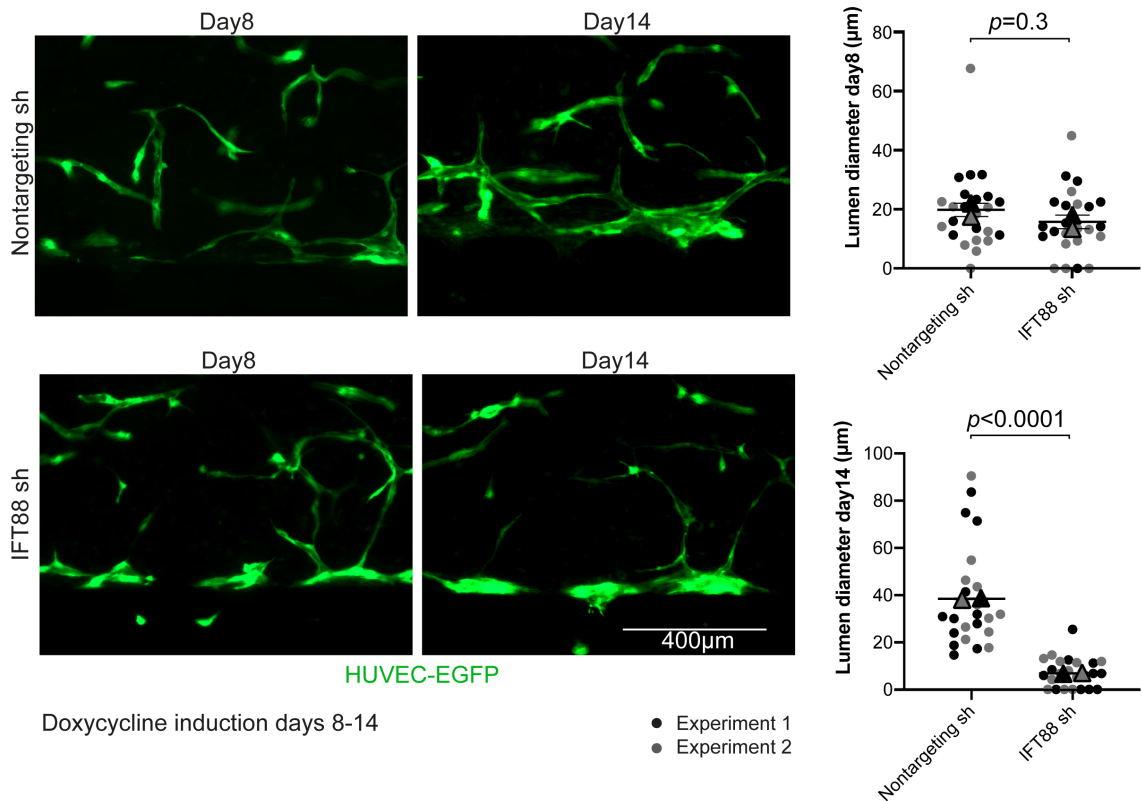 Day8
Day14
Nontargeting sh
Day8
Day14
IFT88 sh
400μm
HUVEC-EGFP
Doxycycline induction days 8-14
Experiment 1
Experiment 2
p=0.3
Lumen diameter day8 (μm)
80
60
40
20
0
Nontargeting sh
IFT88 sh
p<0.0001
Lumen diameter day14 (μm)
100
80
60
40
20
0
Nontargeting sh
IFT88 sh